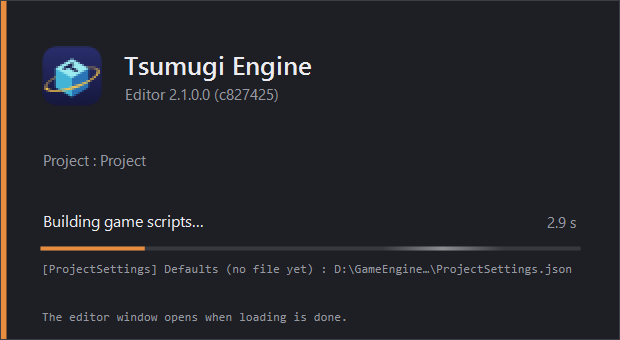 Tsumugi Engine
Editor 2.1.0.0 (c827425)
Project : Project
Building game scripts...
2.9 s
[ProjectSettings] Defaults (no file yet) : D:\GameEngine…\ProjectSettings.json
The editor window opens when loading is done.